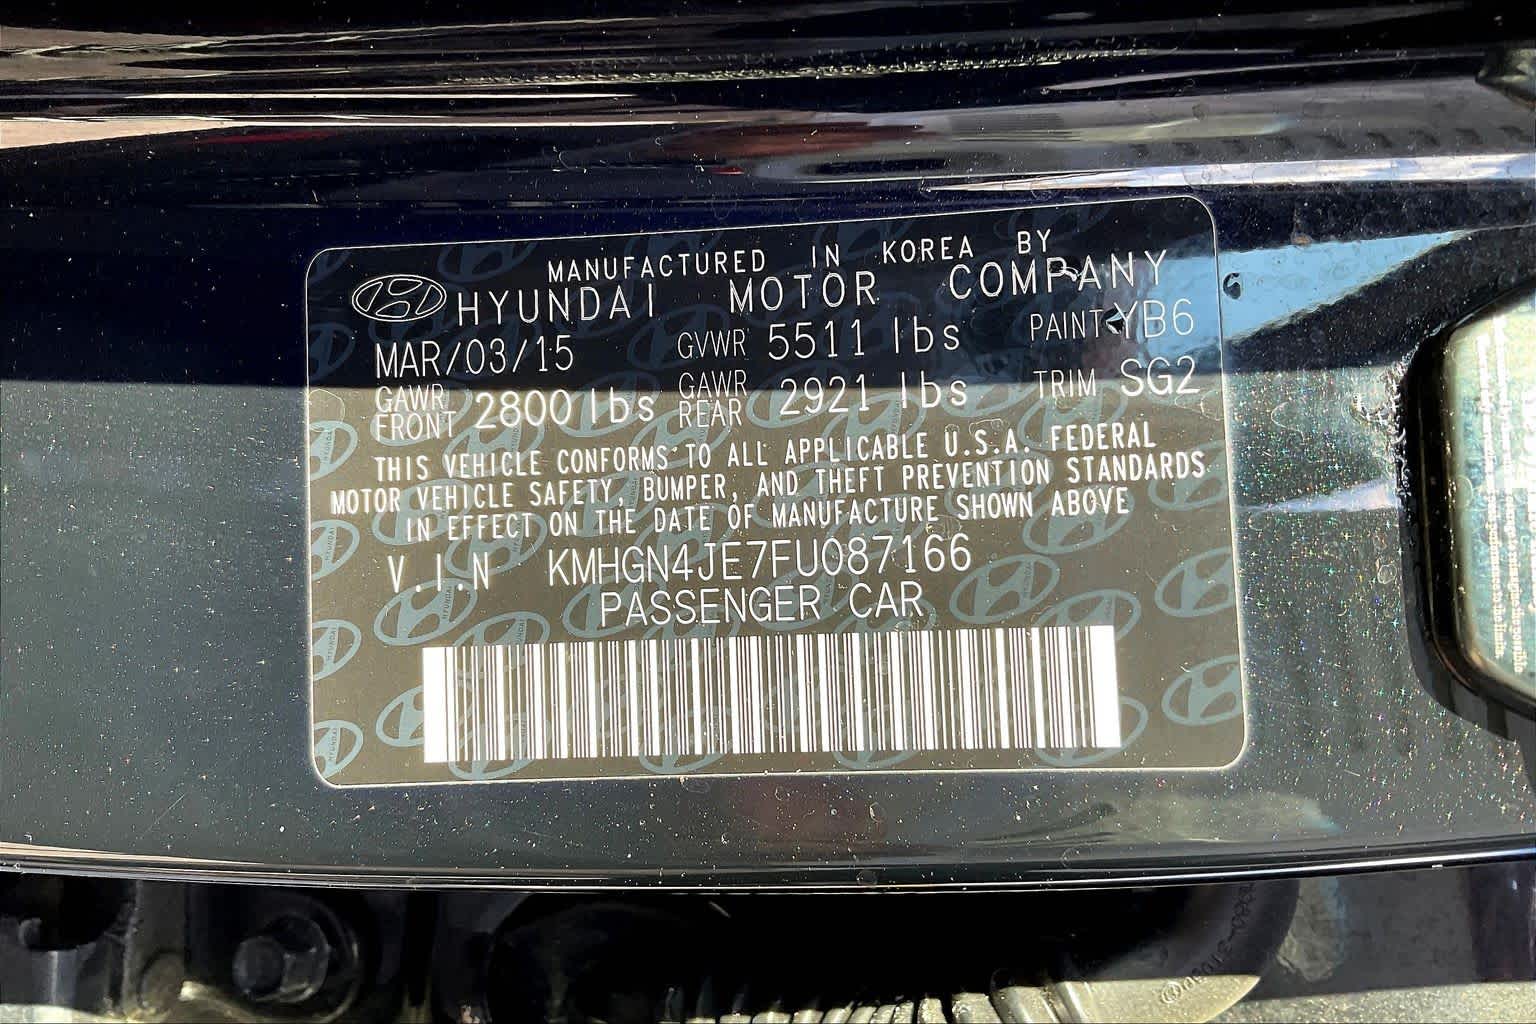 MANUFACTURED IN KOREA BY
HYUNDAI MOTOR COMPANY
MAR/03/15 GVWR 5511 lbs PAINT YB6
GAWR FRONT 2800 lbs GAWR REAR 2921 lbs TRIM SG2
THIS VEHICLE CONFORMS TO ALL APPLICABLE U.S.A. FEDERAL
MOTOR VEHICLE SAFETY, BUMPER, AND THEFT PREVENTION STANDARDS
IN EFFECT ON THE DATE OF MANUFACTURE SHOWN ABOVE
V.I.N KMHGN4JE7FU087166
PASSENGER CAR